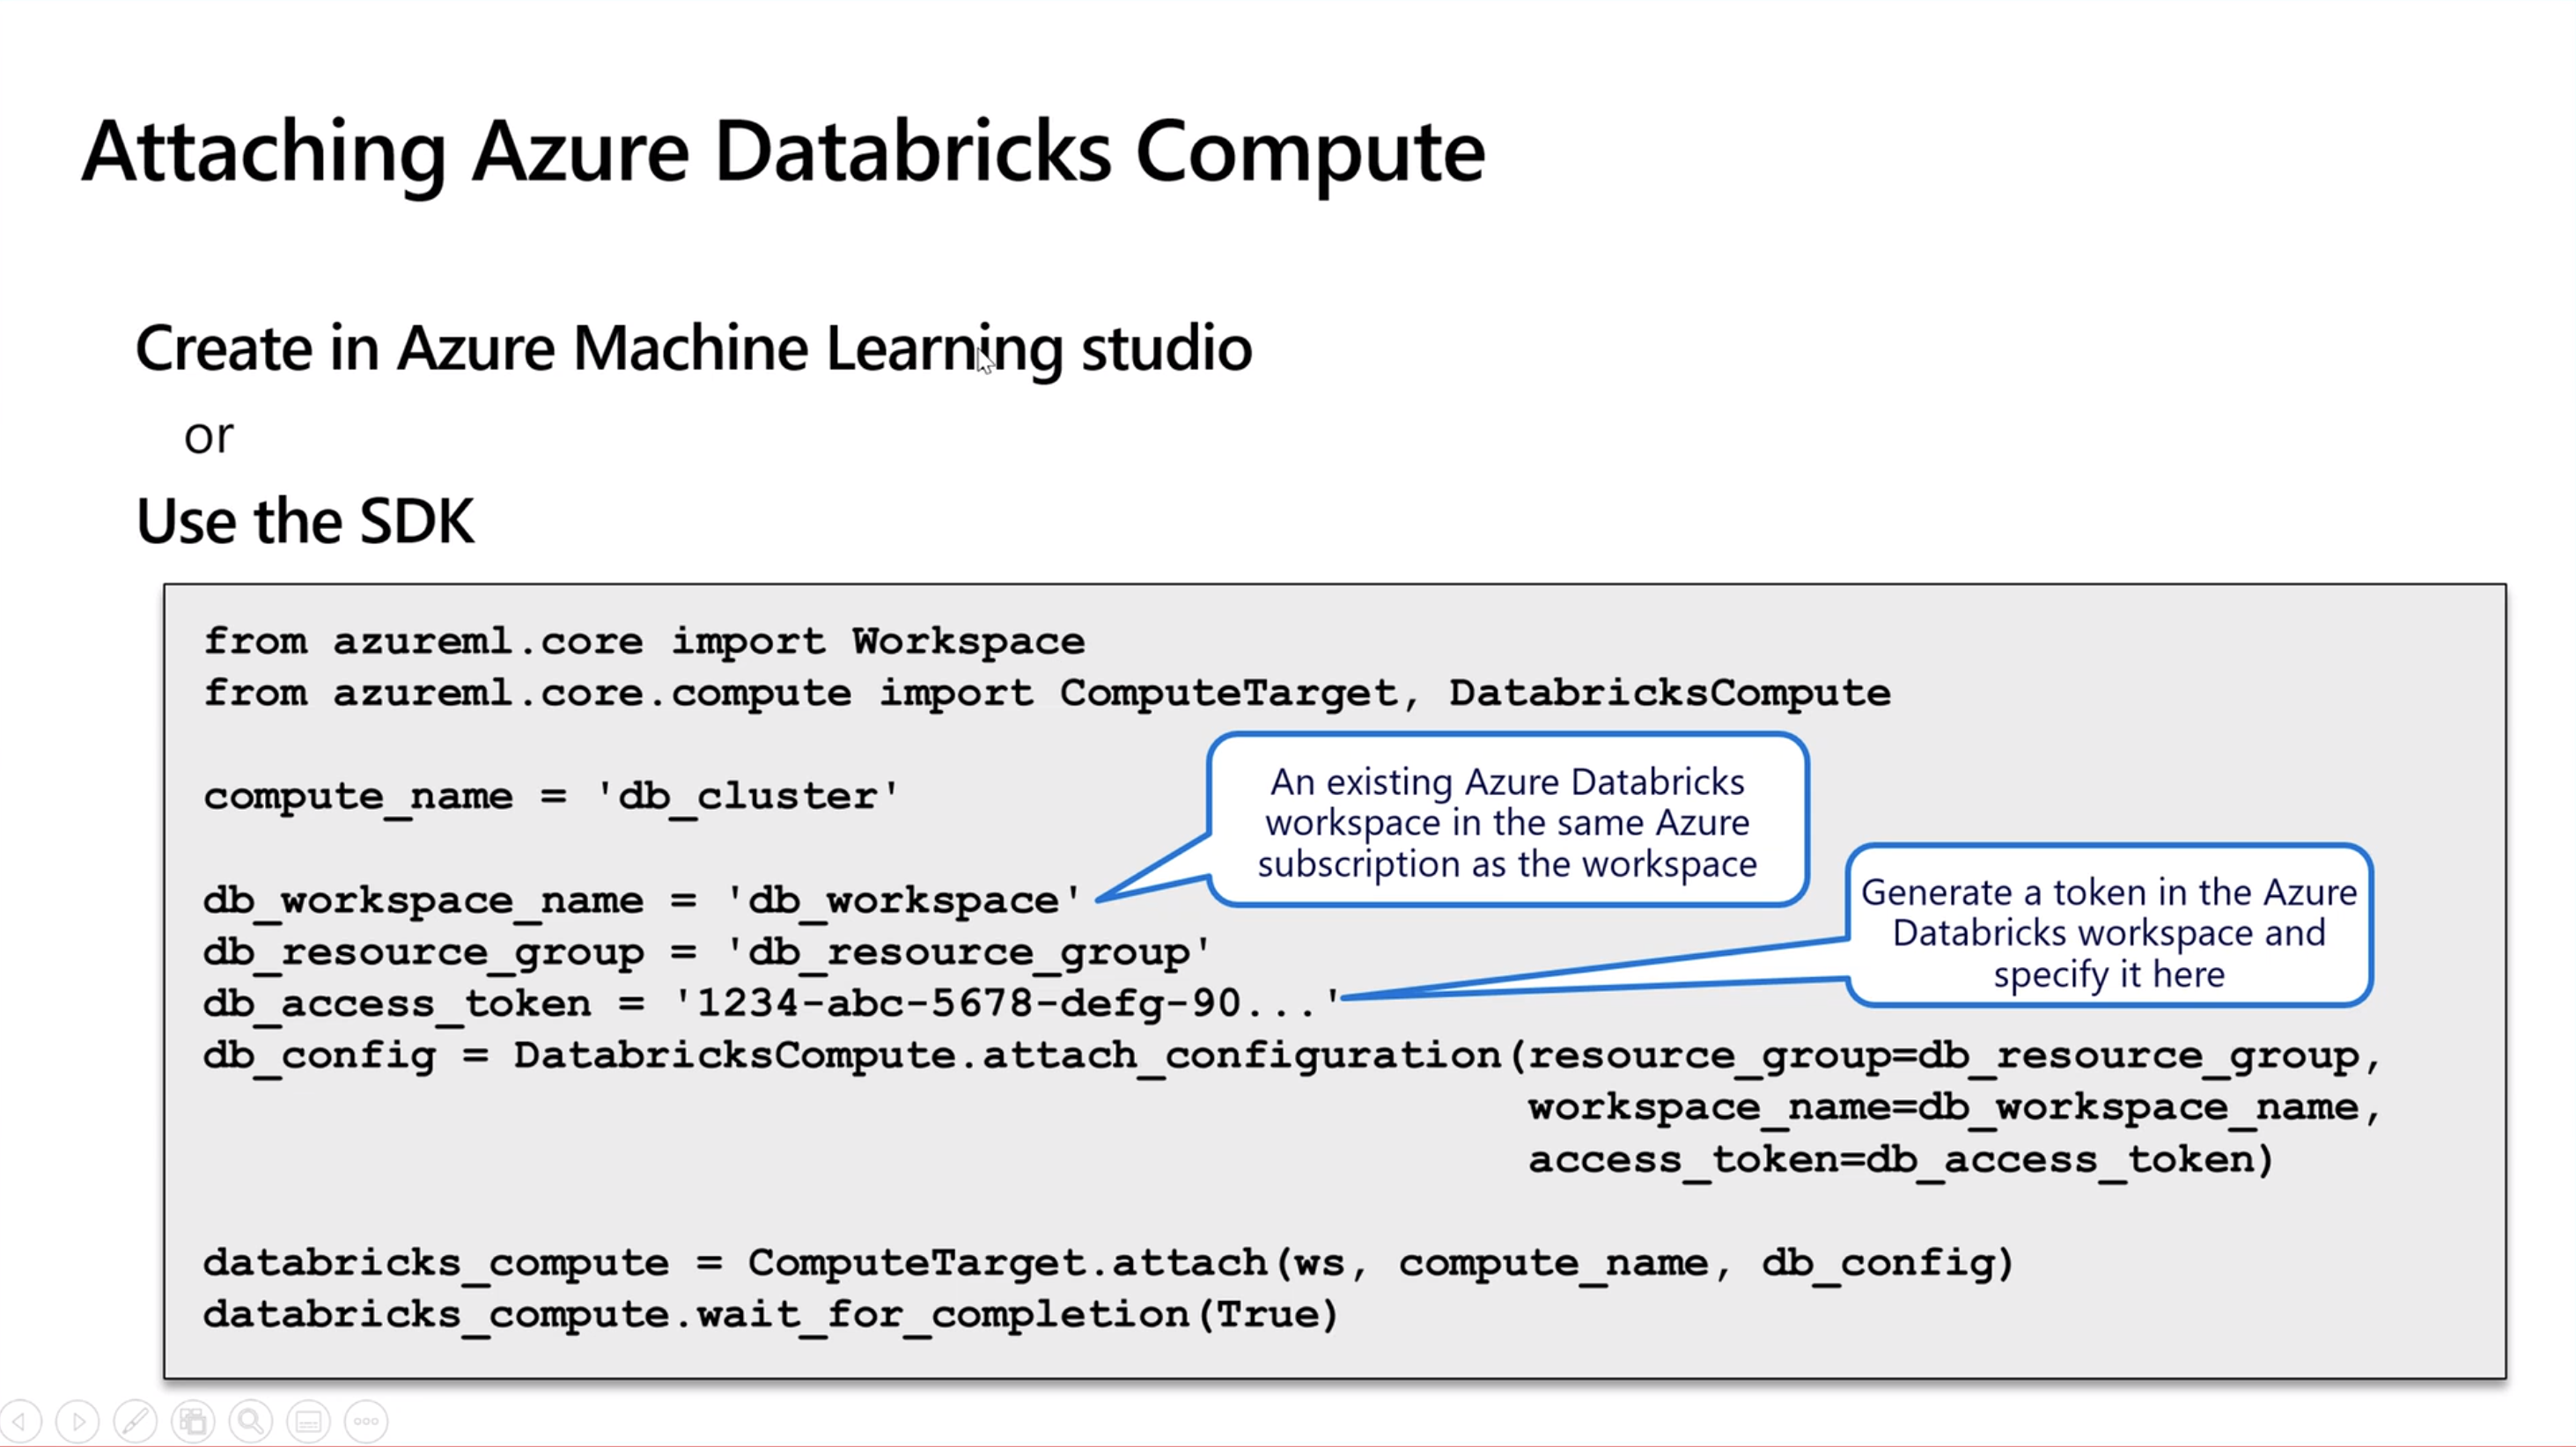 Attaching Azure Databricks Compute
Create in Azure Machine Learning studio
or
Use the SDK
from azureml.core import Workspace
from azureml.core.compute import ComputeTarget, DatabricksCompute
compute_name = 'db_cluster'
An existing Azure Databricks
workspace in the same Azure
subscription as the workspace
Generate a token in the Azure
Databricks workspace and
specify it here
db_workspace_name = 'db_workspace'
db_resource_group = 'db_resource_group'
db_access_token = '1234-abc-5678-defg-90...'
db_config = DatabricksCompute.attach_configuration(resource_group=db_resource_group,
workspace_name=db_workspace_name,
access_token=db_access_token)
databricks_compute = ComputeTarget.attach(ws, compute_name, db_config)
databricks_compute.wait_for_completion(True)